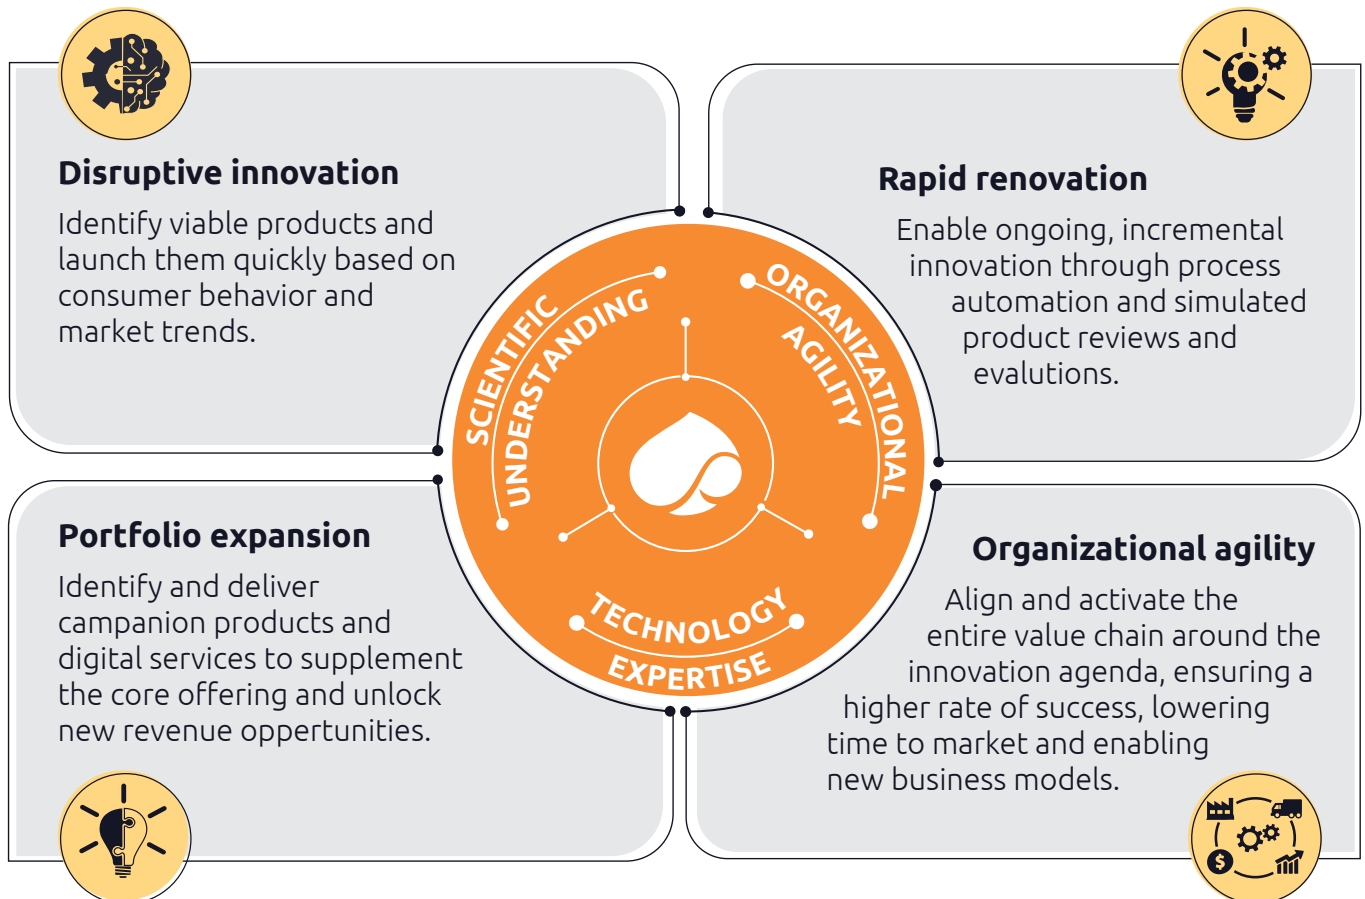 Disruptive innovation
Identify viable products and
launch them quickly based on
consumer behavior and
market trends.
Rapid renovation
Enable ongoing, incremental
innovation through process
automation and simulated
product reviews and
evalutions.
SCIENTIFIC
UNDERSTANDING
ORGANIZATIONAL
AGILITY
TECHNOLOGY
EXPERTISE
Portfolio expansion
Identify and deliver
campanion products and
digital services to supplement
the core offering and unlock
new revenue oppertunities.
Organizational agility
Align and activate the
entire value chain around the
innovation agenda, ensuring a
higher rate of success, lowering
time to market and enabling
new business models.
$